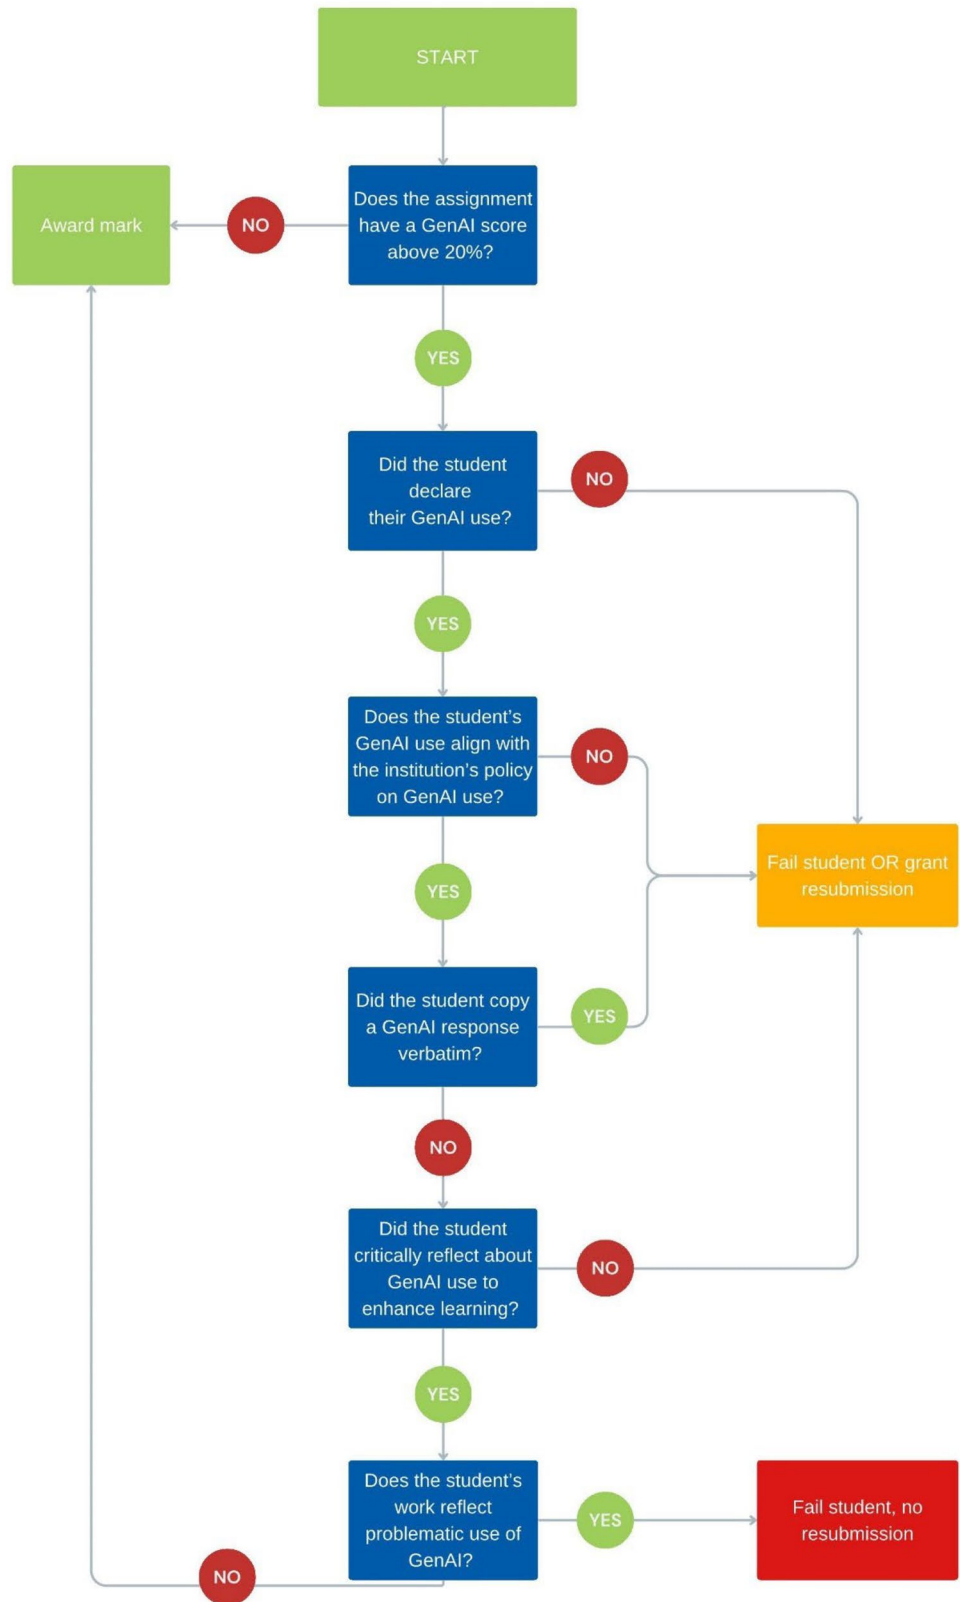 START
Does the assignment
have a GenAI score
above 20%?
NO
Award mark
YES
Did the student
declare
their GenAI use?
NO
YES
Does the student’s
GenAI use align with
the institution’s policy
on GenAI use?
NO
Fail student OR grant
resubmission
YES
Did the student copy
a GenAI response
verbatim?
YES
NO
Did the student
critically reflect about
GenAI use to
enhance learning?
NO
YES
Does the student’s
work reflect
problematic use of
GenAI?
YES
Fail student, no
resubmission
NO